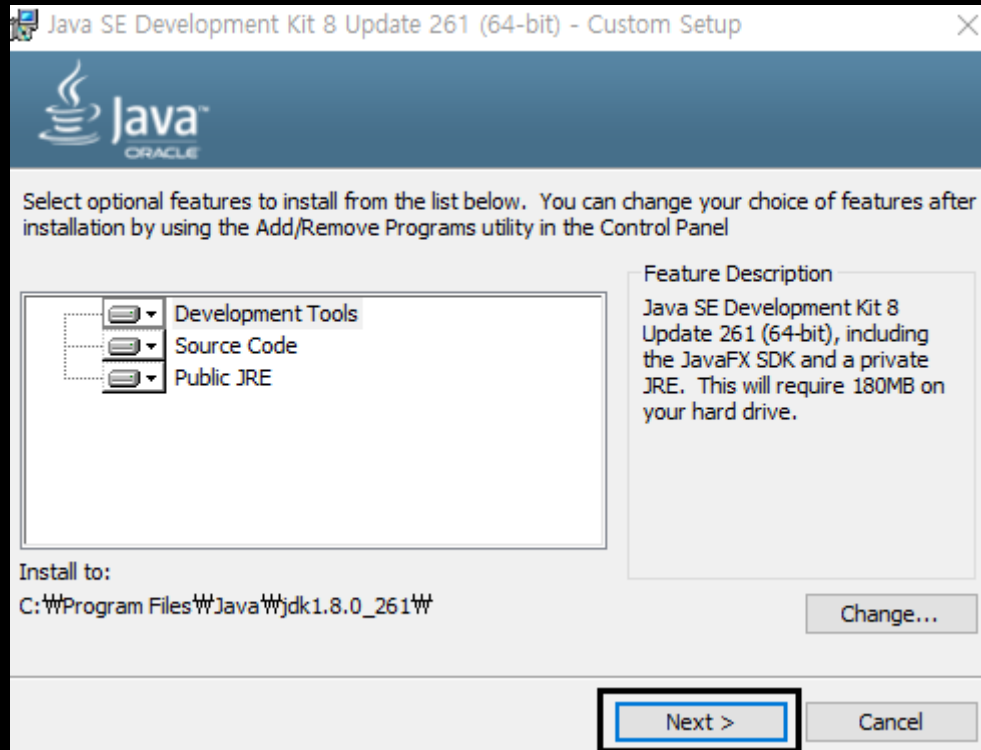 Java SE Development Kit 8 Update 261 (64-bit) - Custom Setup
Java™
ORACLE
Select optional features to install from the list below. You can change your choice of features after
installation by using the Add/Remove Programs utility in the Control Panel
Development Tools
Source Code
Public JRE
Feature Description
Java SE Development Kit 8
Update 261 (64-bit), including
the JavaFX SDK and a private
JRE. This will require 180MB on
your hard drive.
Install to:
C:₩Program Files₩Java₩jdk1.8.0_261₩
Change...
Next >
Cancel